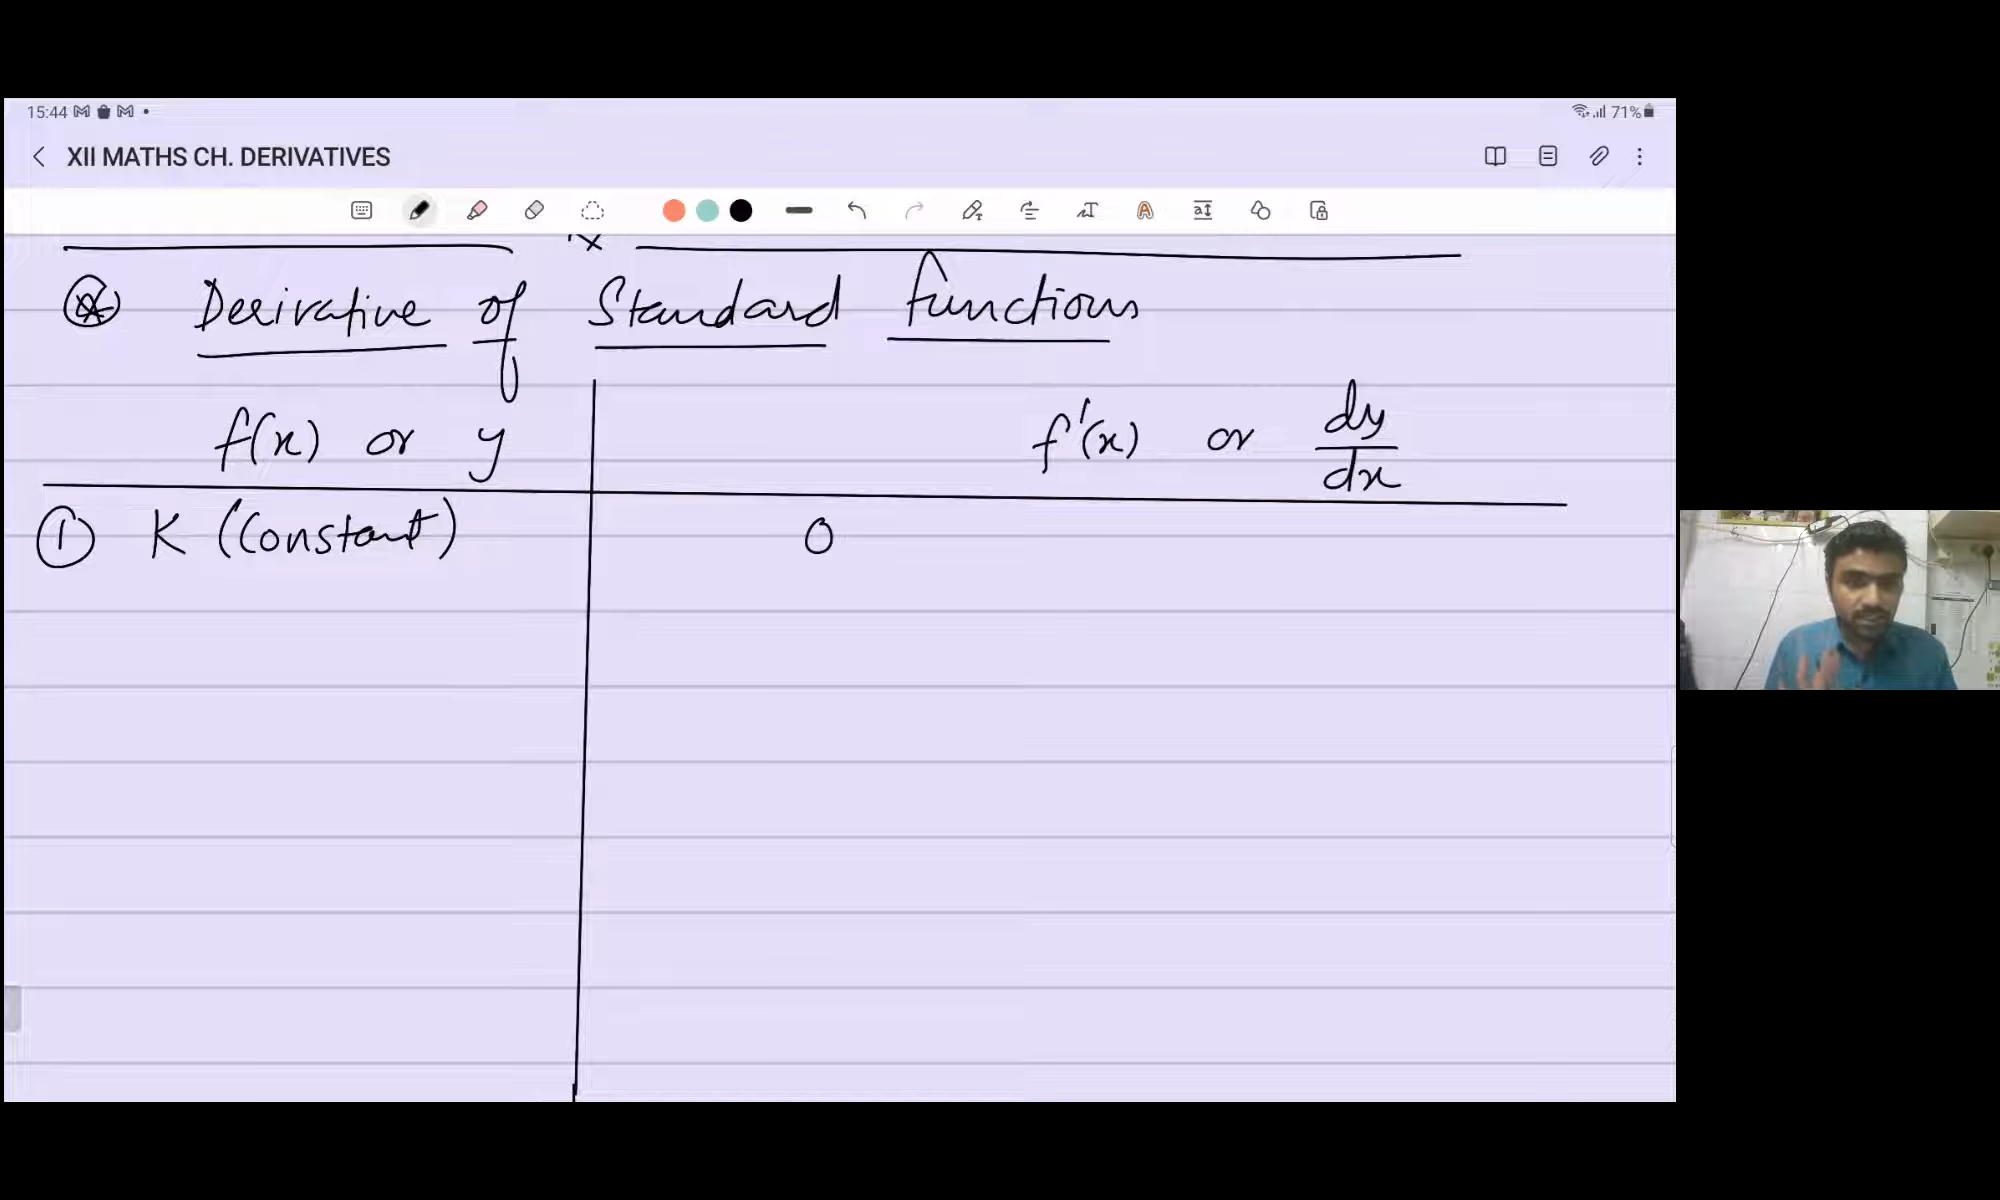 15:44
71%
XII MATHS CH. DERIVATIVES
Derivative of Standard functions
f(x) or y f'(x) or dy/dx
① K (Constant) 0